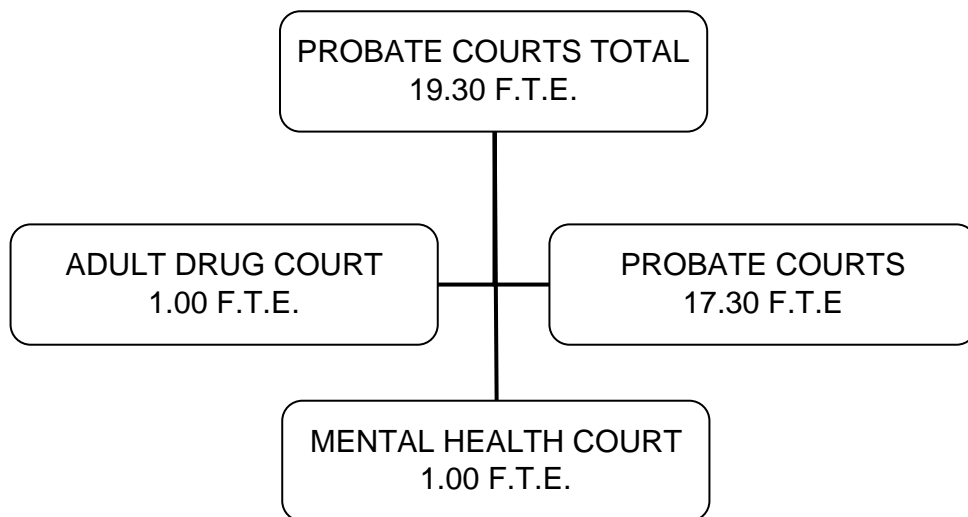 PROBATE COURTS TOTAL
19.30 F.T.E.
ADULT DRUG COURT
1.00 F.T.E.
PROBATE COURTS
17.30 F.T.E
MENTAL HEALTH COURT
1.00 F.T.E.